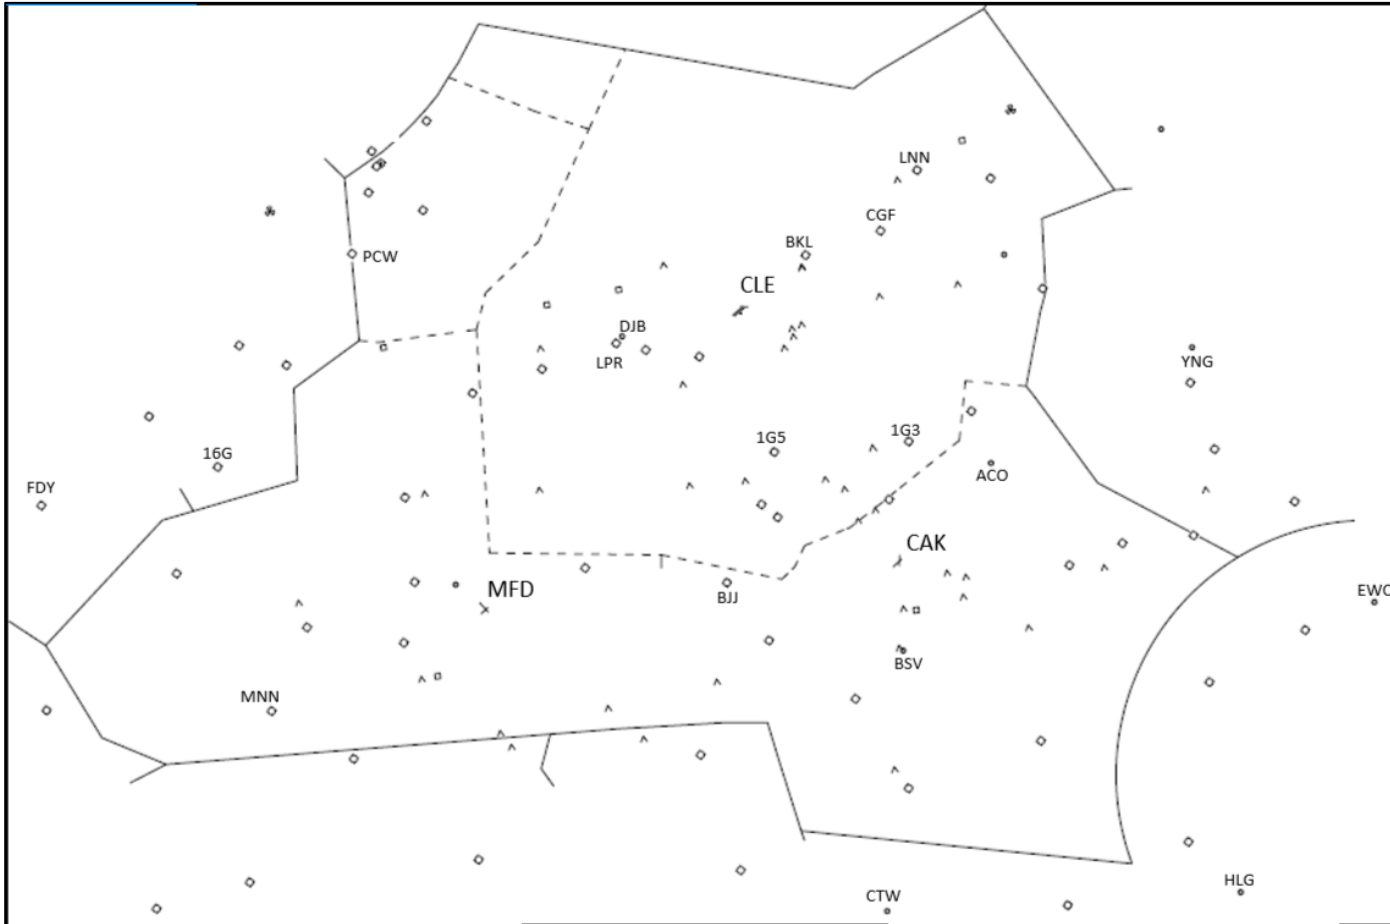 LNN
CGF
BKL
PCW
CLE
DJB
LPR
YNG
1G5
1G3
16G
FDY
ACO
CAK
MFD
BJJ
EWC
BSV
MNN
HLG
CTW